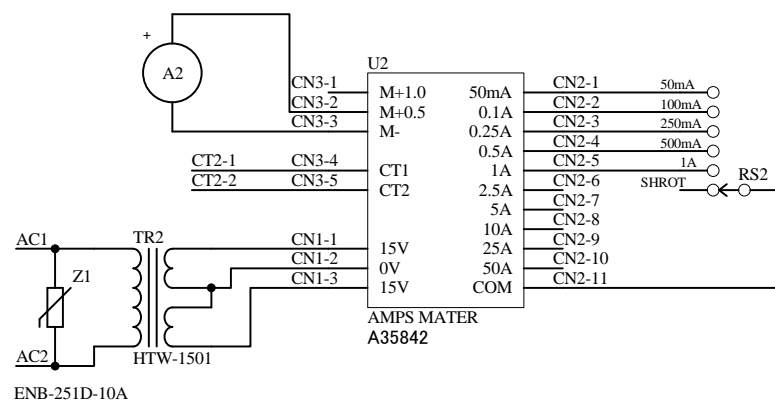 +
A2
U2
CN3-1
CN3-2
CN3-3
CN3-4
CN3-5
CT2-1
CT2-2
M+1.0
M+0.5
M-
CT1
CT2
15V
0V
15V
50mA
0.1A
0.25A
0.5A
1A
2.5A
5A
10A
25A
50A
COM
CN2-1
CN2-2
CN2-3
CN2-4
CN2-5
CN2-6
CN2-7
CN2-8
CN2-9
CN2-10
CN2-11
50mA
100mA
250mA
500mA
1A
SHROT
RS2
AC1
AC2
Z1
TR2
CN1-1
CN1-2
CN1-3
HTW-1501
AMPS MATER
A35842
ENB-251D-10A